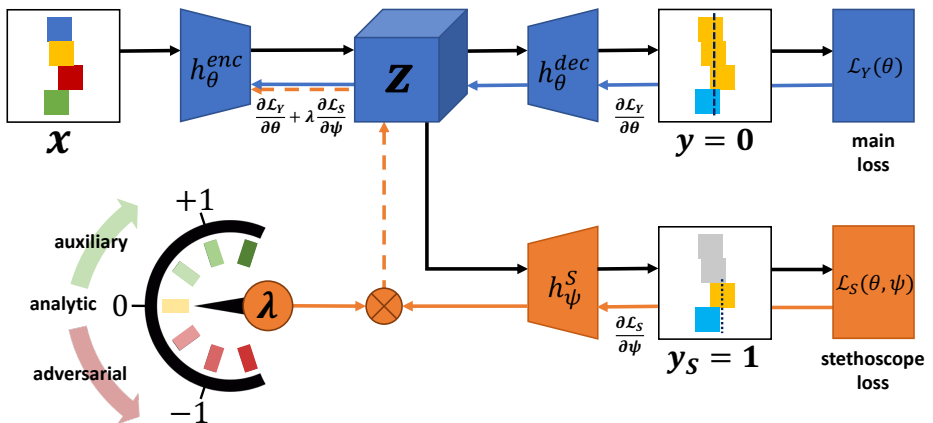 x
h_θ^enc
Z
h_θ^dec
y = 0
ℒ_Y(θ)
main
loss
∂ℒ_Y/∂θ + λ ∂ℒ_S/∂ψ
∂ℒ_Y/∂θ
+1
auxiliary
analytic 0
adversarial
−1
λ
h_ψ^S
∂ℒ_S/∂ψ
y_S = 1
ℒ_S(θ, ψ)
stethoscope
loss